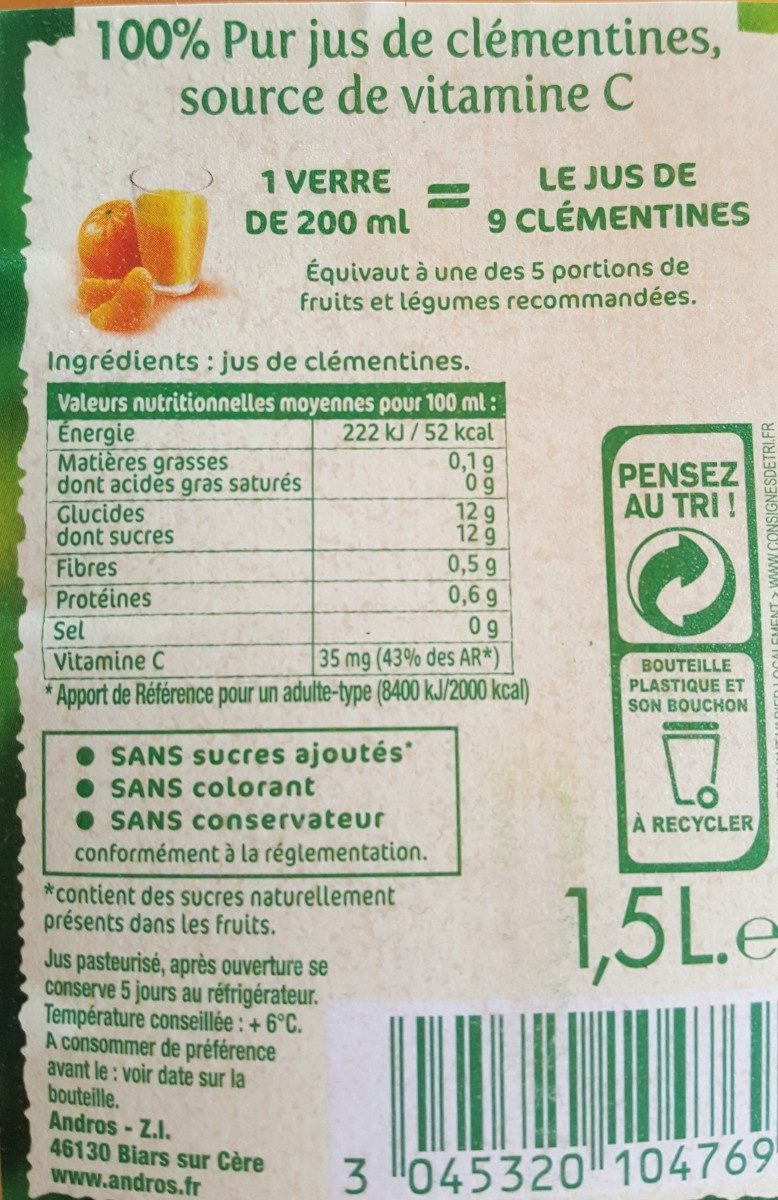 100% Pur jus de clémentines,
source de vitamine C
1 VERRE
DE 200 ml
=
LE JUS DE
9 CLÉMENTINES
Équivaut à une des 5 portions de
fruits et légumes recommandées.
Ingrédients : jus de clémentines.
Valeurs nutritionnelles moyennes pour 100 ml :
Énergie 222 kJ / 52 kcal
Matières grasses 0,1 g
dont acides gras saturés 0 g
Glucides 12 g
dont sucres 12 g
Fibres 0,5 g
Protéines 0,6 g
Sel 0 g
Vitamine C 35 mg (43% des AR*)
* Apport de Référence pour un adulte-type (8400 kJ/2000 kcal)
PENSEZ
AU TRI !
BOUTEILLE
PLASTIQUE ET
SON BOUCHON
À RECYCLER
> WWW.CONSIGNESDETRI.FR
● SANS sucres ajoutés*
● SANS colorant
● SANS conservateur
conformément à la réglementation.
*contient des sucres naturellement
présents dans les fruits.
1,5 L.e
Jus pasteurisé, après ouverture se
conserve 5 jours au réfrigérateur.
Température conseillée : + 6°C.
A consommer de préférence
avant le : voir date sur la
bouteille.
Andros - Z.I.
46130 Biars sur Cère
www.andros.fr
3 045320 104769